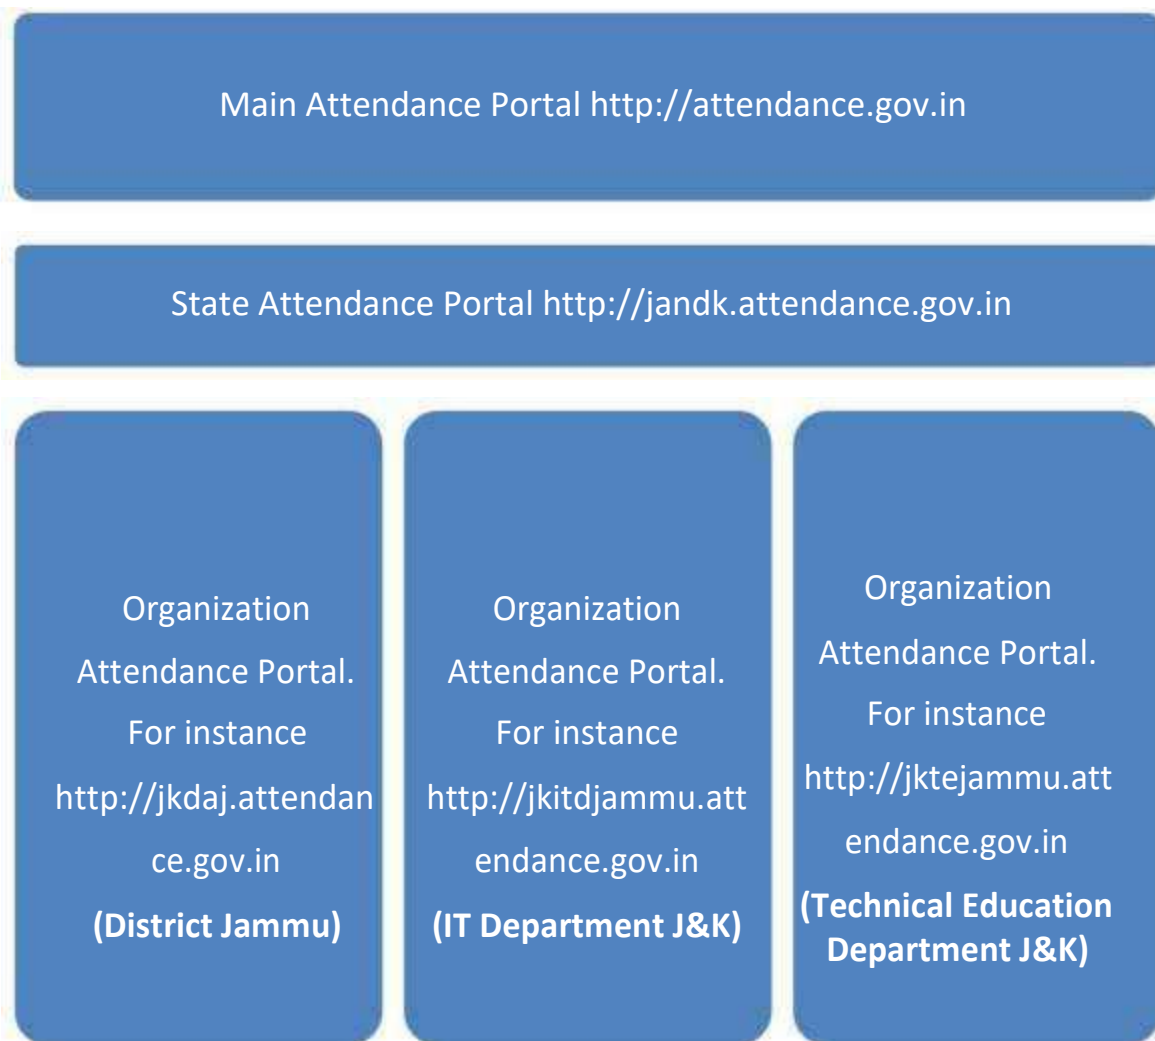 Main Attendance Portal http://attendance.gov.in
State Attendance Portal http://jandk.attendance.gov.in
Organization
Attendance Portal.
For instance
http://jkdaj.attendan
ce.gov.in
(District Jammu)
Organization
Attendance Portal.
For instance
http://jkitdjammu.att
endance.gov.in
(IT Department J&K)
Organization
Attendance Portal.
For instance
http://jktejammu.att
endance.gov.in
(Technical Education
Department J&K)